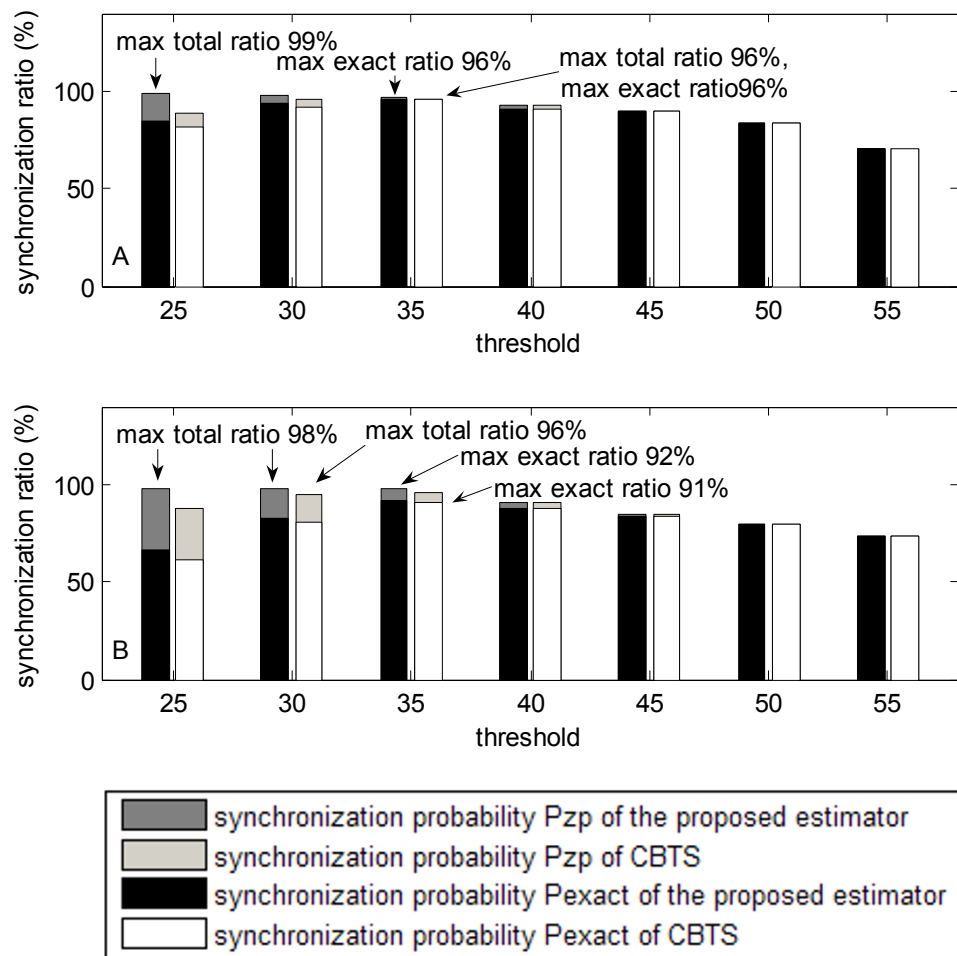 max total ratio 99%
max exact ratio 96%
max total ratio 96%,
max exact ratio96%
synchronization ratio (%)
100
50
0
A
25 30 35 40 45 50 55
threshold
max total ratio 98%
max total ratio 96%
max exact ratio 92%
max exact ratio 91%
synchronization ratio (%)
100
50
0
B
25 30 35 40 45 50 55
threshold
synchronization probability Pzp of the proposed estimator
synchronization probability Pzp of CBTS
synchronization probability Pexact of the proposed estimator
synchronization probability Pexact of CBTS